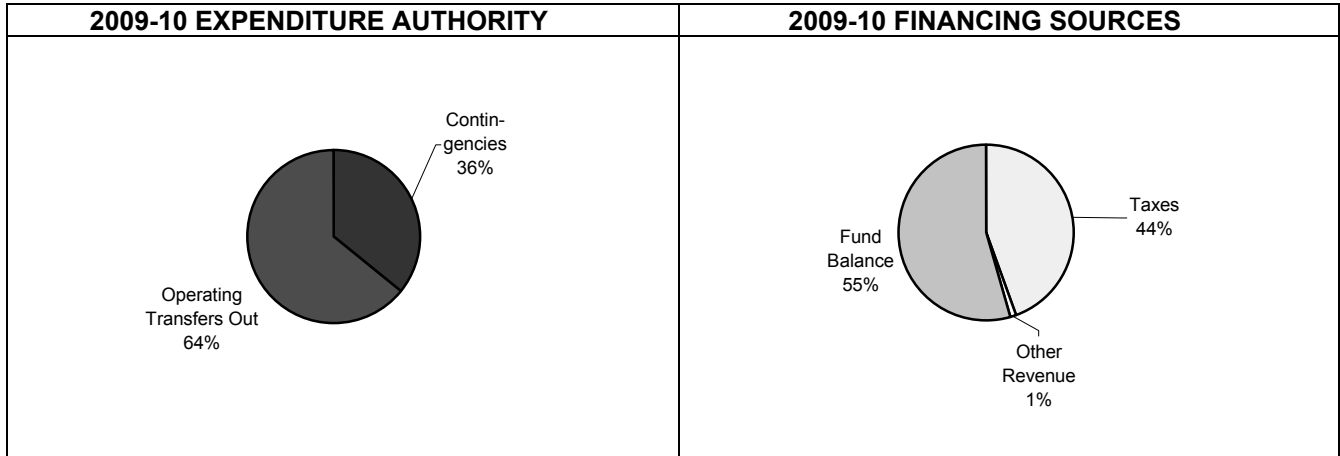 2009-10 EXPENDITURE AUTHORITY
2009-10 FINANCING SOURCES
Contin-
gencies
36%
Operating
Transfers Out
64%
Taxes
44%
Fund
Balance
55%
Other
Revenue
1%